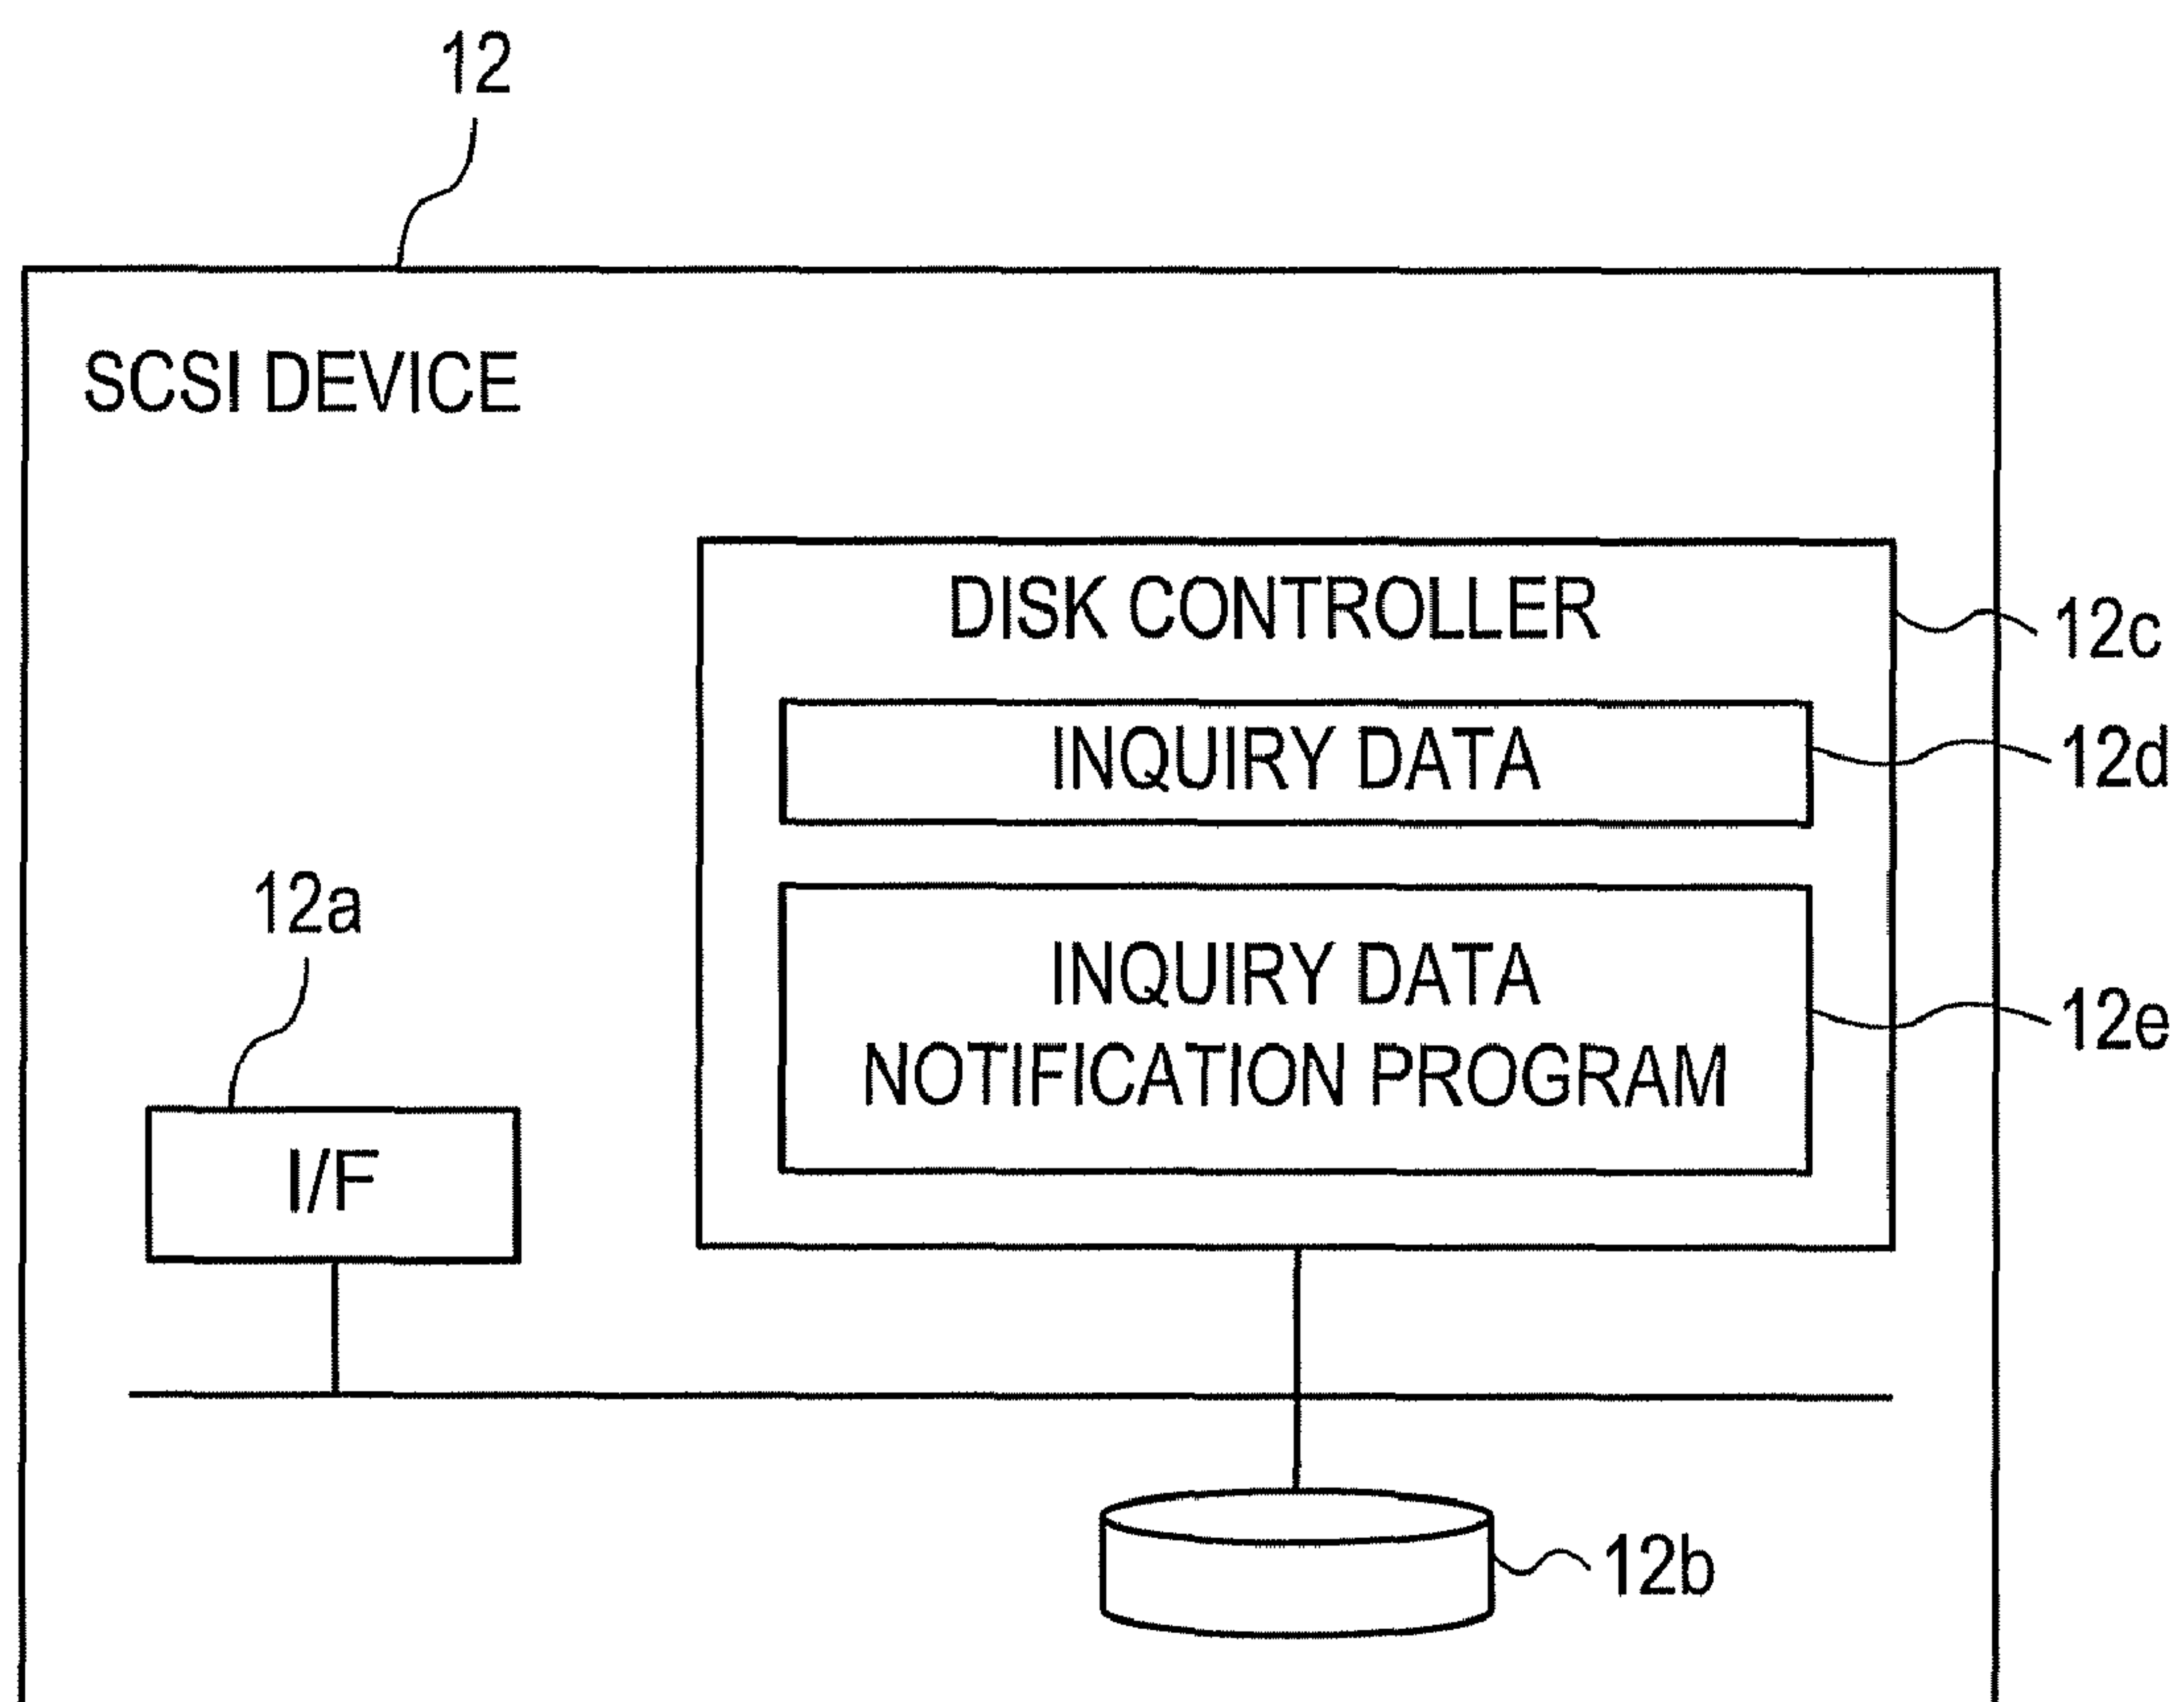 12
SCSI DEVICE
DISK CONTROLLER
12c
INQUIRY DATA
12d
12a
INQUIRY DATA
NOTIFICATION PROGRAM
12e
I/F
12b